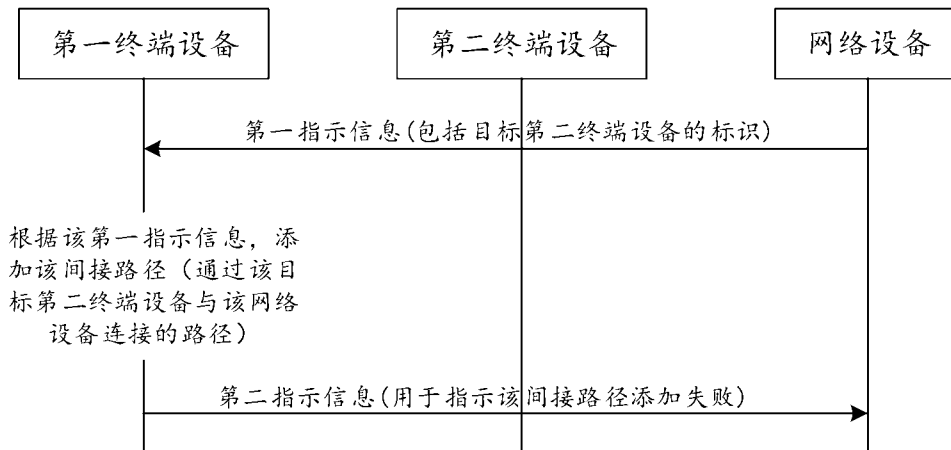 第一终端设备
第二终端设备
网络设备
第一指示信息(包括目标第二终端设备的标识)
根据该第一指示信息，添
加该间接路径（通过该目
标第二终端设备与该网络
设备连接的路径）
第二指示信息(用于指示该间接路径添加失败)